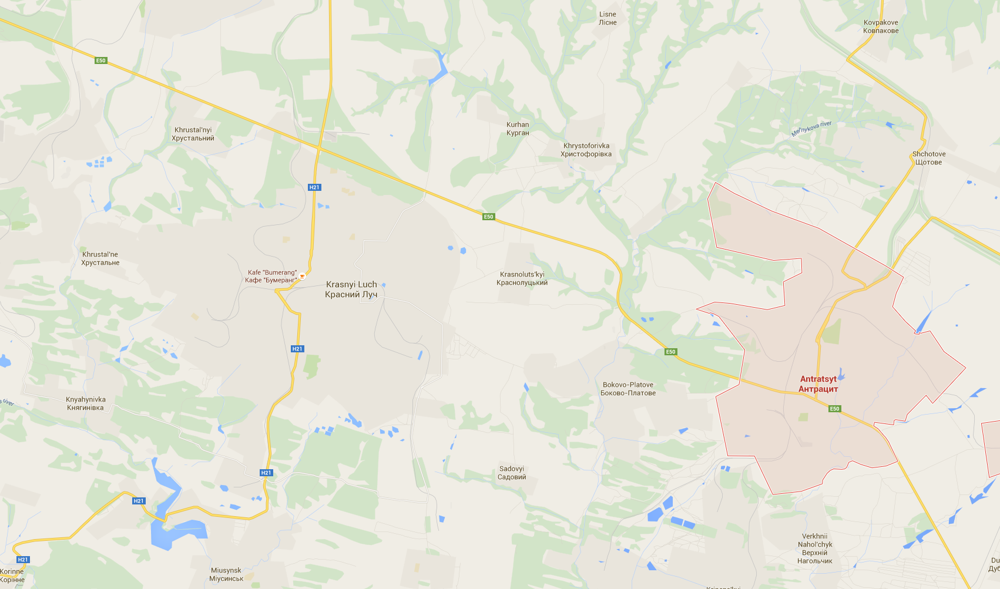 Lisne
Лісне
Kovpakove
Ковпакове
E50
Kurhan
Курган
Khrustal'nyi
Хрустальний
Mel'nykova river
Khrystoforivka
Христофорівка
Shchotove
Щотове
H21
E50
Khrustal'ne
Хрустальне
Kafe "Bumerang"
Кафе "Бумеранг"
Krasnoluts'kyi
Краснолуцький
Krasnyi Luch
Красний Луч
H21
E50
Antratsyt
Антрацит
Bokovo-Platove
Боково-Платове
Knyahynivka
Княгинівка
river
E50
H21
Sadovyi
Садовий
H21
Verkhnii
Nahol'chyk
Верхній
Нагольчик
H21
Korinne
Корінне
Miusynsk
Міусинськ
Du
Дуб